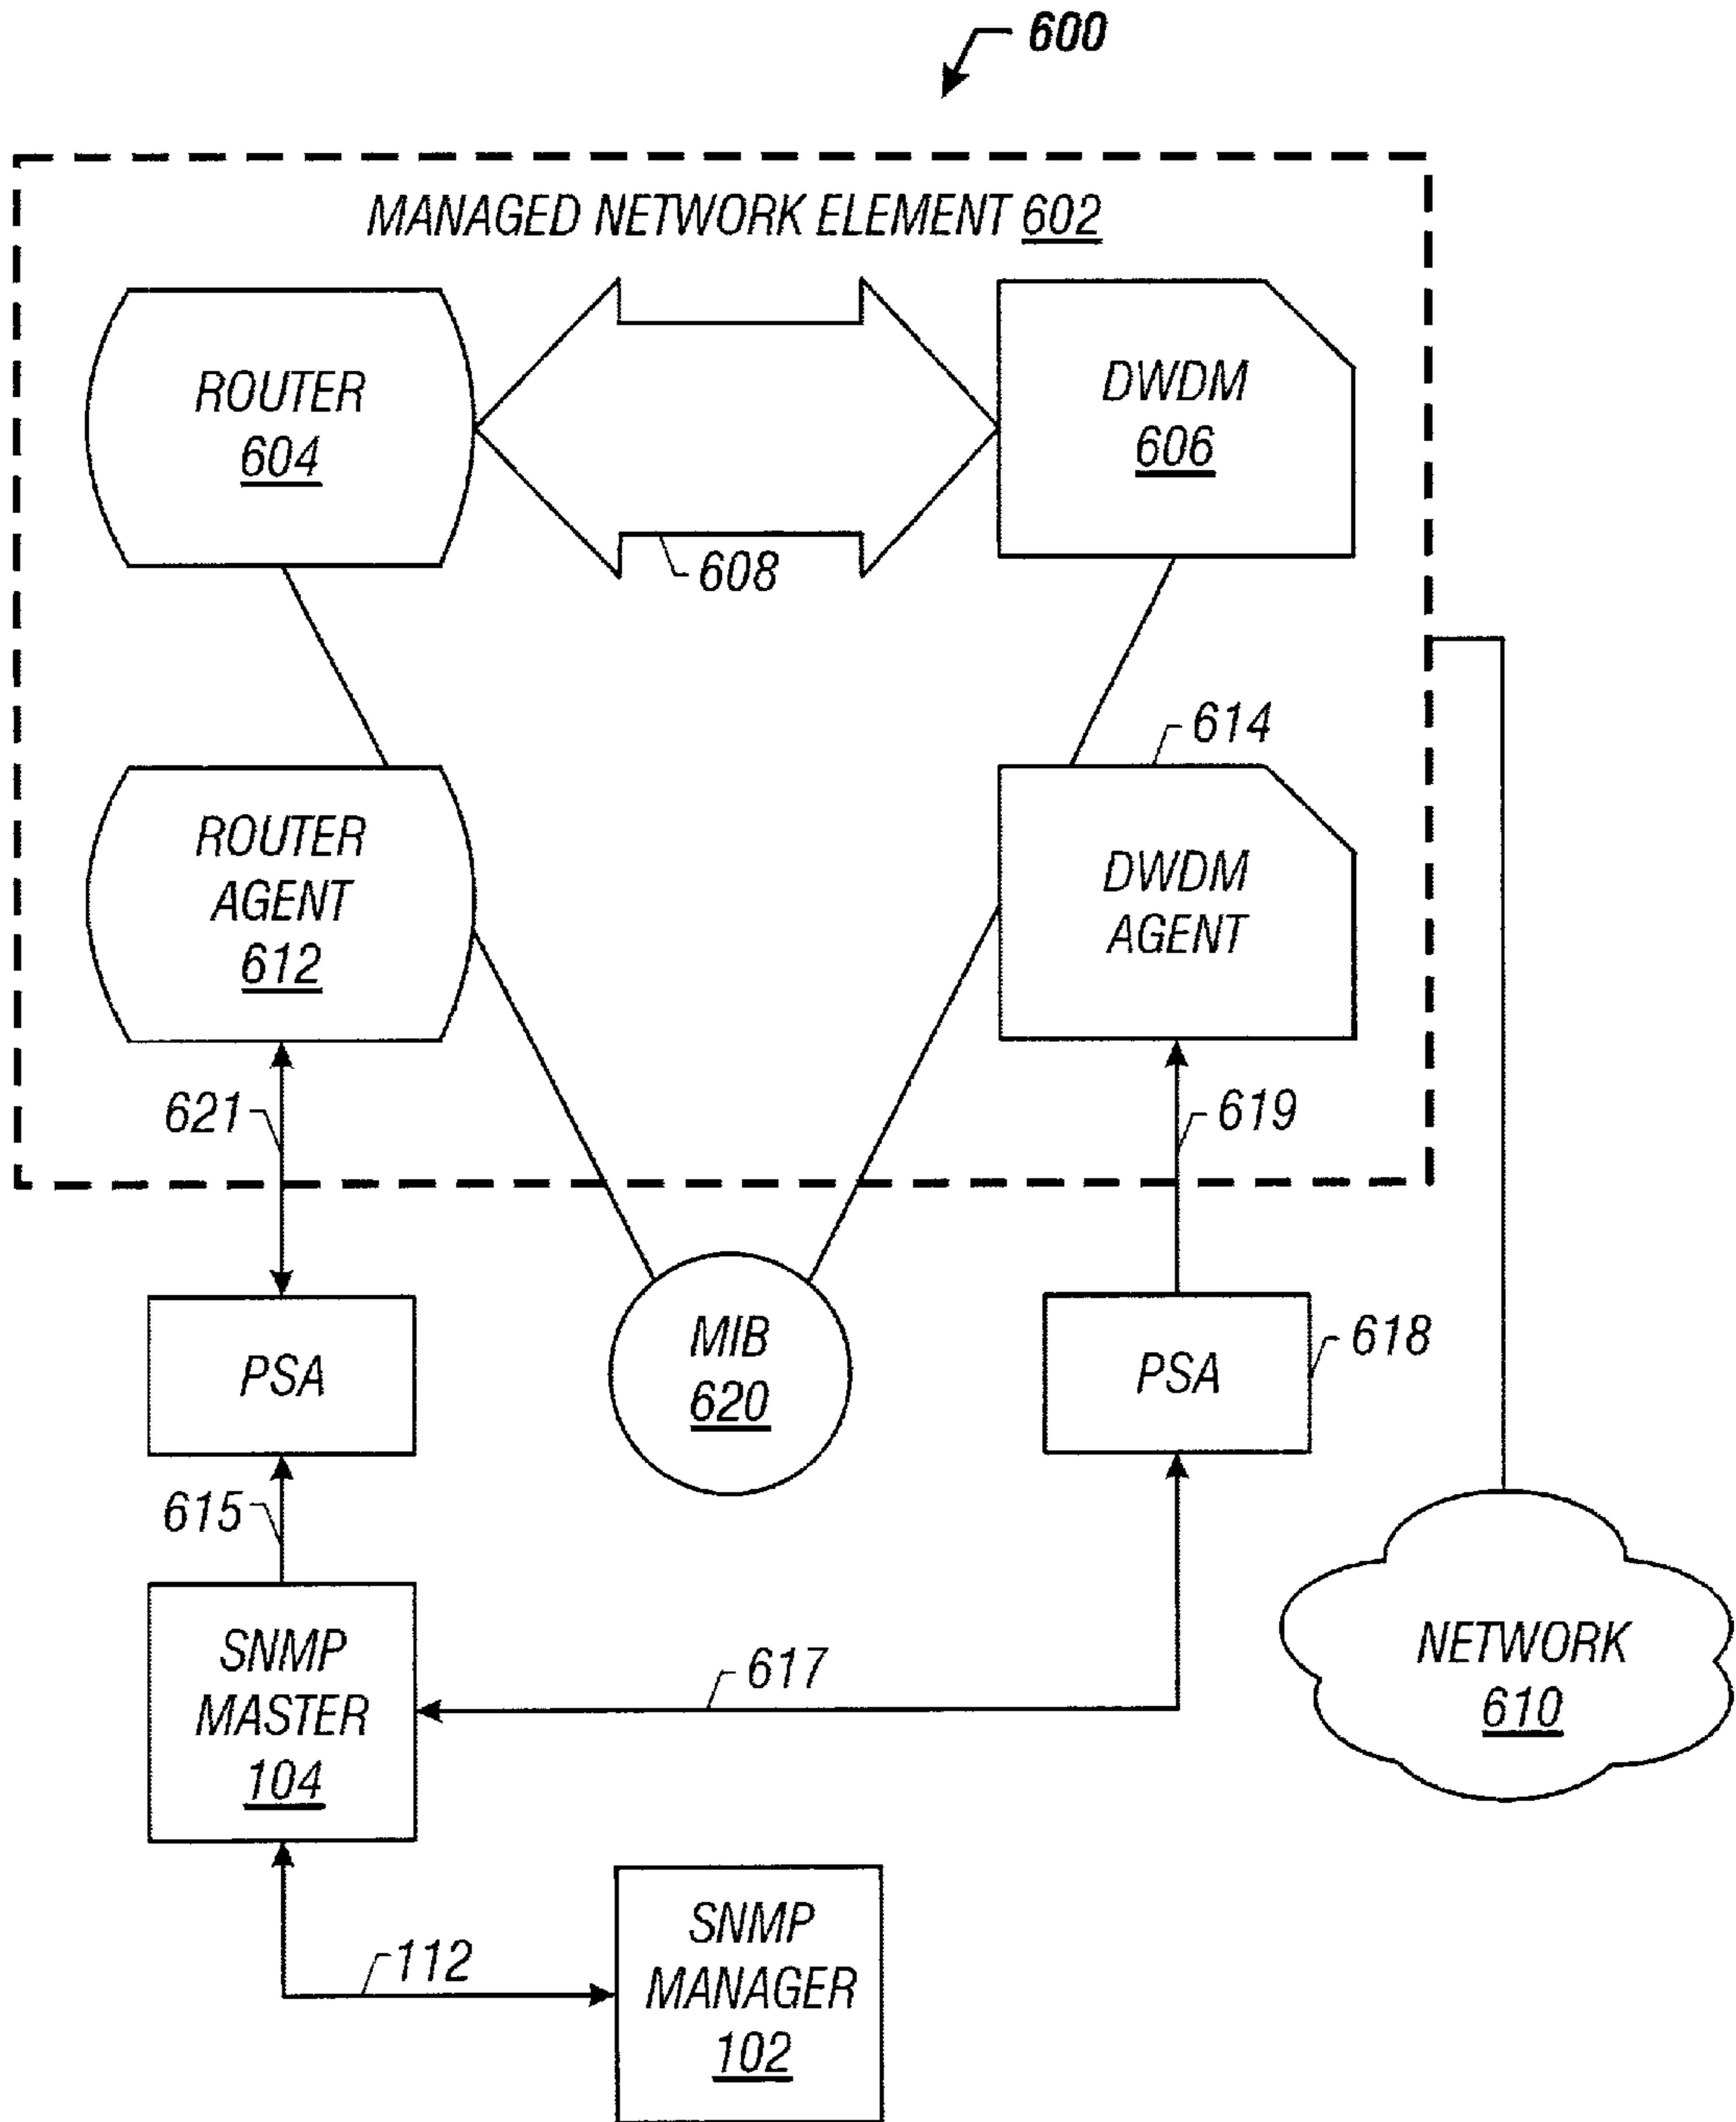 600
MANAGED NETWORK ELEMENT 602
ROUTER
604
608
DWDM
606
ROUTER
AGENT
612
614
DWDM
AGENT
621
619
PSA
MIB
620
PSA
618
615
SNMP
MASTER
104
617
NETWORK
610
112
SNMP
MANAGER
102